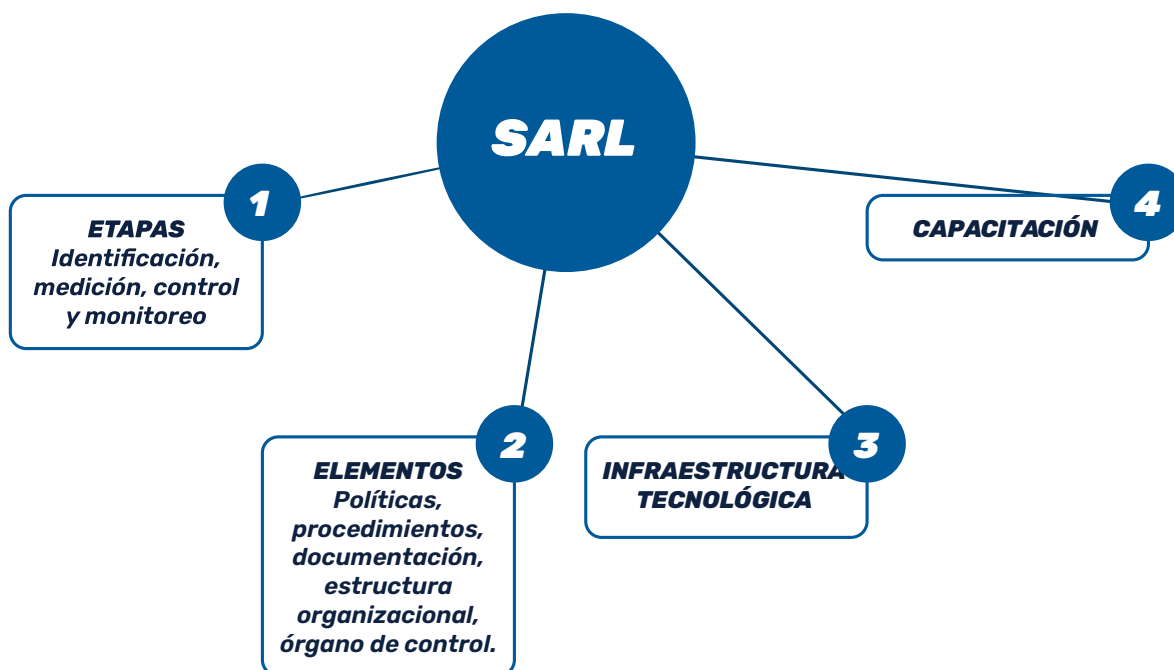 SARL
1
ETAPAS
Identificación,
medición, control
y monitoreo
2
ELEMENTOS
Políticas,
procedimientos,
documentación,
estructura
organizacional,
órgano de control.
3
INFRAESTRUCTURA
TECNOLÓGICA
4
CAPACITACIÓN